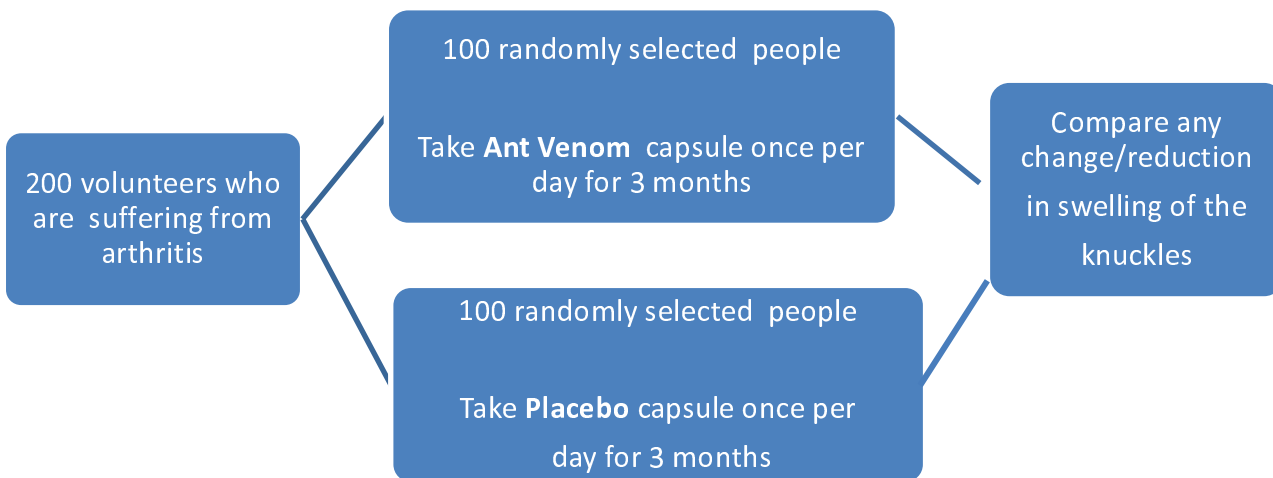 200 volunteers who
are suffering from
arthritis
100 randomly selected people
Take Ant Venom capsule once per
day for 3 months
100 randomly selected people
Take Placebo capsule once per
day for 3 months
Compare any
change/reduction
in swelling of the
knuckles